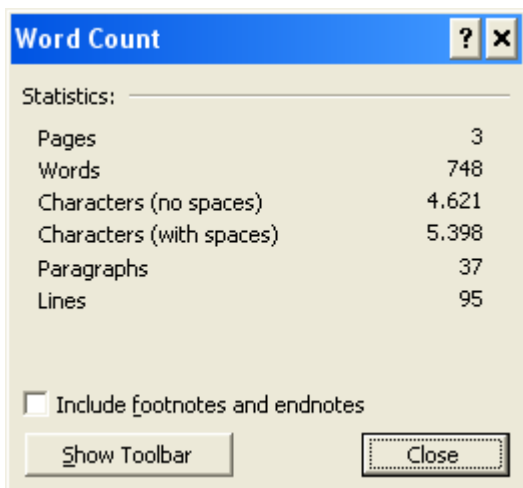 Word Count
Statistics:
Pages 3
Words 748
Characters (no spaces) 4.621
Characters (with spaces) 5.398
Paragraphs 37
Lines 95
Include footnotes and endnotes
Show Toolbar Close